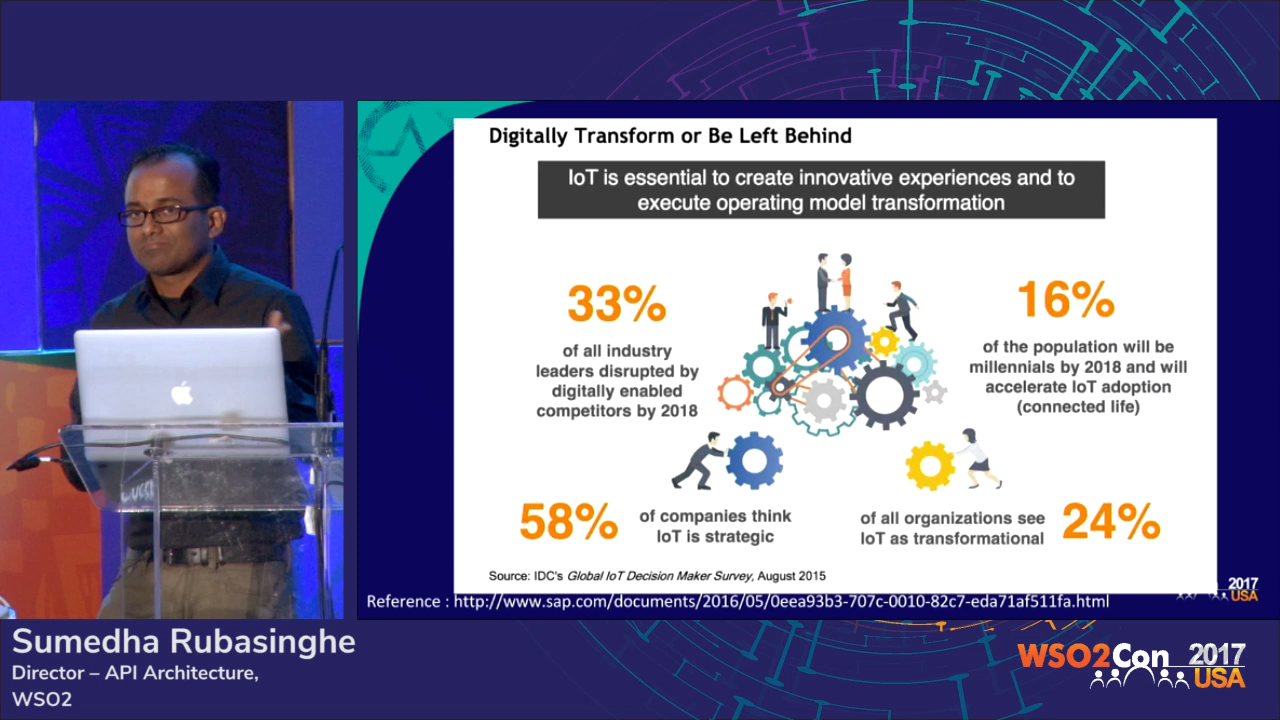 Digitally Transform or Be Left Behind
IoT is essential to create innovative experiences and to
execute operating model transformation
33%
of all industry
leaders disrupted by
digitally enabled
competitors by 2018
16%
of the population will be
millennials by 2018 and will
accelerate IoT adoption
(connected life)
58%
of companies think
IoT is strategic
of all organizations see
IoT as transformational
24%
Source: IDC's Global IoT Decision Maker Survey, August 2015
2017
USA
Reference : http://www.sap.com/documents/2016/05/0eea93b3-707c-0010-82c7-eda71af511fa.html
Sumedha Rubasinghe
Director – API Architecture,
WSO2
WSO2Con 2017
USA